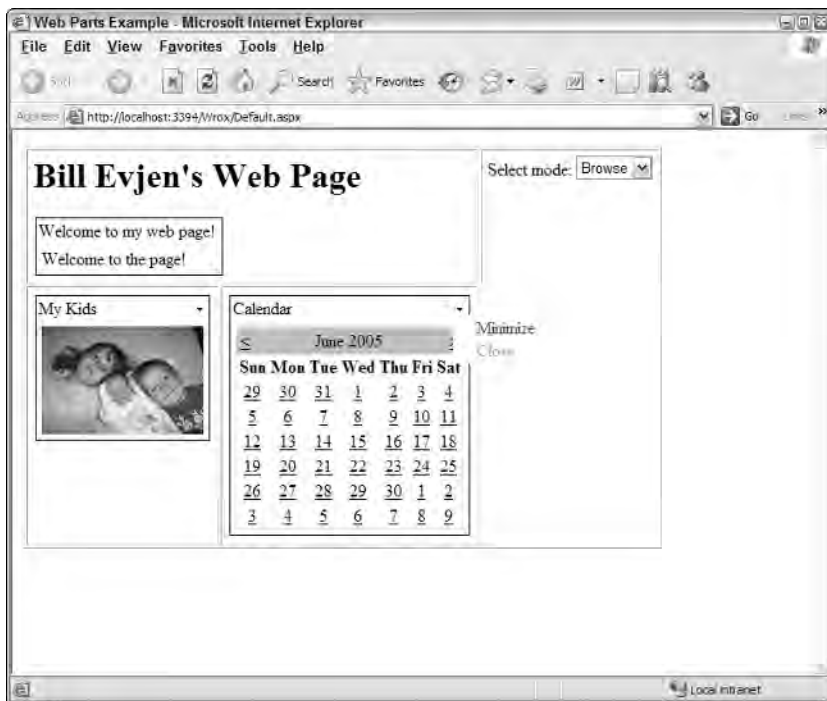 Web Parts Example - Microsoft Internet Explorer
File Edit View Favorites Tools Help
Search Favorites
Address http://localhost:3394/Wrox/Default.aspx Go
Bill Evjen's Web Page
Select mode: Browse
Welcome to my web page!
Welcome to the page!
My Kids
Calendar
Minimize
Close
< June 2005
Sun Mon Tue Wed Thu Fri Sat
29 30 31 1 2 3 4
5 6 7 8 9 10 11
12 13 14 15 16 17 18
19 20 21 22 23 24 25
26 27 28 29 30 1 2
3 4 5 6 7 8 9
Local intranet